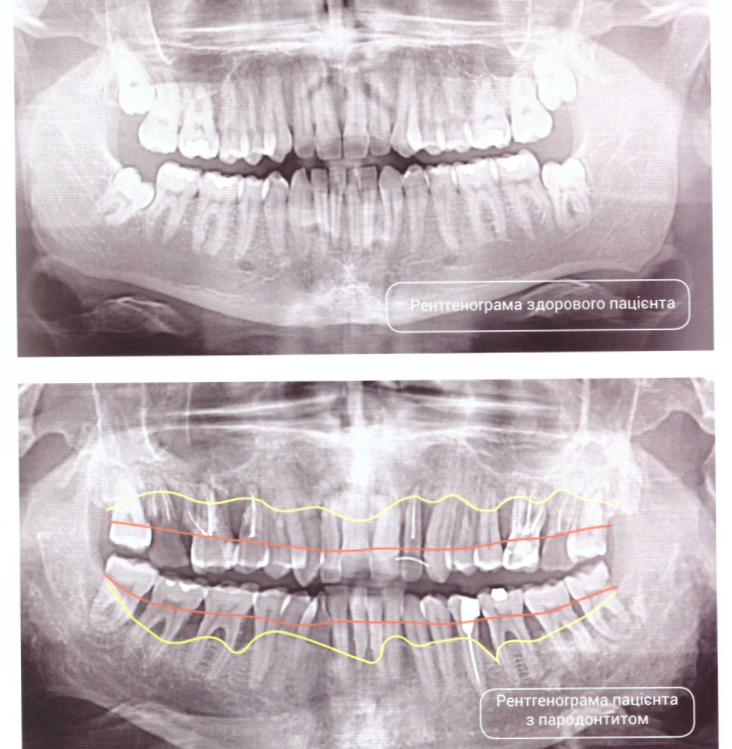 Рентгенограма здорового пацієнта
Рентгенограма пацієнта
з пародонтитом